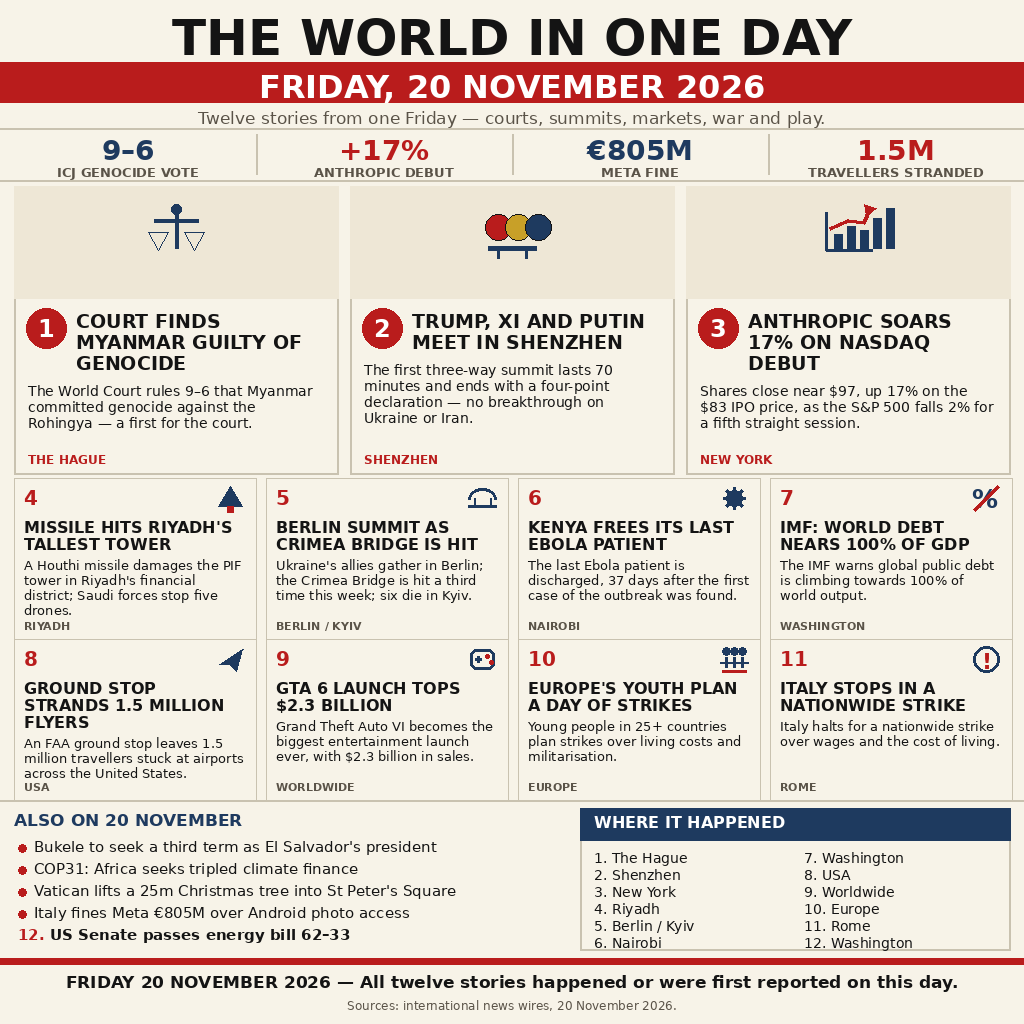 THE WORLD IN ONE DAY
FRIDAY, 20 NOVEMBER 2026
Twelve stories from one Friday — courts, summits, markets, war and play.
9–6
ICJ GENOCIDE VOTE
+17%
ANTHROPIC DEBUT
€805M
META FINE
1.5M
TRAVELLERS STRANDED
1
COURT FINDS
MYANMAR GUILTY OF
GENOCIDE
The World Court rules 9–6 that Myanmar
committed genocide against the
Rohingya — a first for the court.
THE HAGUE
2
TRUMP, XI AND PUTIN
MEET IN SHENZHEN
The first three-way summit lasts 70
minutes and ends with a four-point
declaration — no breakthrough on
Ukraine or Iran.
SHENZHEN
3
ANTHROPIC SOARS
17% ON NASDAQ
DEBUT
Shares close near $97, up 17% on the
$83 IPO price, as the S&P 500 falls 2% for
a fifth straight session.
NEW YORK
4
MISSILE HITS RIYADH'S
TALLEST TOWER
A Houthi missile damages the PIF
tower in Riyadh's financial
district; Saudi forces stop five
drones.
RIYADH
5
BERLIN SUMMIT AS
CRIMEA BRIDGE IS HIT
Ukraine's allies gather in Berlin;
the Crimea Bridge is hit a third
time this week; six die in Kyiv.
BERLIN / KYIV
6
KENYA FREES ITS LAST
EBOLA PATIENT
The last Ebola patient is
discharged, 37 days after the first
case of the outbreak was found.
NAIROBI
7
%
IMF: WORLD DEBT
NEARS 100% OF GDP
The IMF warns global public debt
is climbing towards 100% of
world output.
WASHINGTON
8
GROUND STOP
STRANDS 1.5 MILLION
FLYERS
An FAA ground stop leaves 1.5
million travellers stuck at airports
across the United States.
USA
9
GTA 6 LAUNCH TOPS
$2.3 BILLION
Grand Theft Auto VI becomes the
biggest entertainment launch
ever, with $2.3 billion in sales.
WORLDWIDE
10
EUROPE'S YOUTH PLAN
A DAY OF STRIKES
Young people in 25+ countries
plan strikes over living costs and
militarisation.
EUROPE
11
!
ITALY STOPS IN A
NATIONWIDE STRIKE
Italy halts for a nationwide strike
over wages and the cost of living.
ROME
ALSO ON 20 NOVEMBER
Bukele to seek a third term as El Salvador's president
COP31: Africa seeks tripled climate finance
Vatican lifts a 25m Christmas tree into St Peter's Square
Italy fines Meta €805M over Android photo access
12. US Senate passes energy bill 62–33
WHERE IT HAPPENED
1. The Hague
2. Shenzhen
3. New York
4. Riyadh
5. Berlin / Kyiv
6. Nairobi
7. Washington
8. USA
9. Worldwide
10. Europe
11. Rome
12. Washington
FRIDAY 20 NOVEMBER 2026 — All twelve stories happened or were first reported on this day.
Sources: international news wires, 20 November 2026.